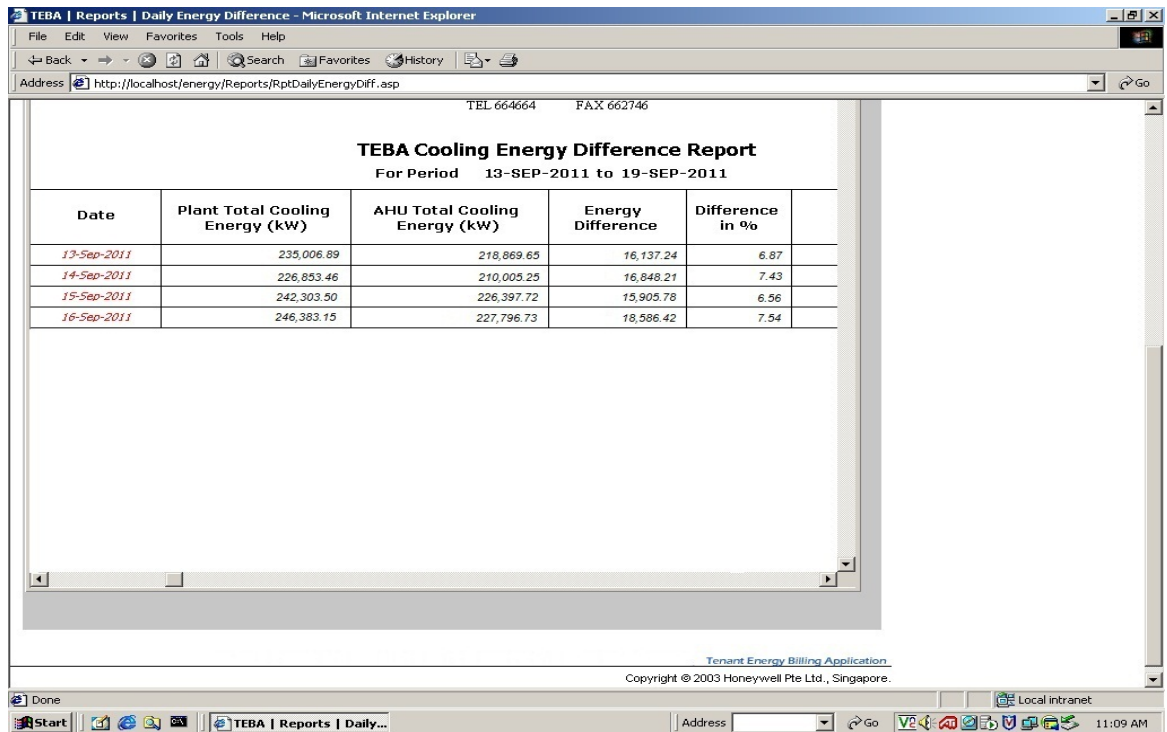 TEBA | Reports | Daily Energy Difference - Microsoft Internet Explorer
File Edit View Favorites Tools Help
Back Search Favorites History
Address http://localhost/energy/Reports/RptDailyEnergyDiff.asp Go
TEL 664664 FAX 662746
TEBA Cooling Energy Difference Report
For Period 13-SEP-2011 to 19-SEP-2011
Date Plant Total Cooling Energy (kW) AHU Total Cooling Energy (kW) Energy Difference Difference in %
13-Sep-2011 235,006.89 218,869.65 16,137.24 6.87
14-Sep-2011 226,853.46 210,005.25 16,848.21 7.43
15-Sep-2011 242,303.50 226,397.72 15,905.78 6.56
16-Sep-2011 246,383.15 227,796.73 18,586.42 7.54
Tenant Energy Billing Application
Copyright © 2003 Honeywell Pte Ltd., Singapore.
Done Local intranet
Start TEBA | Reports | Daily... Address Go 11:09 AM